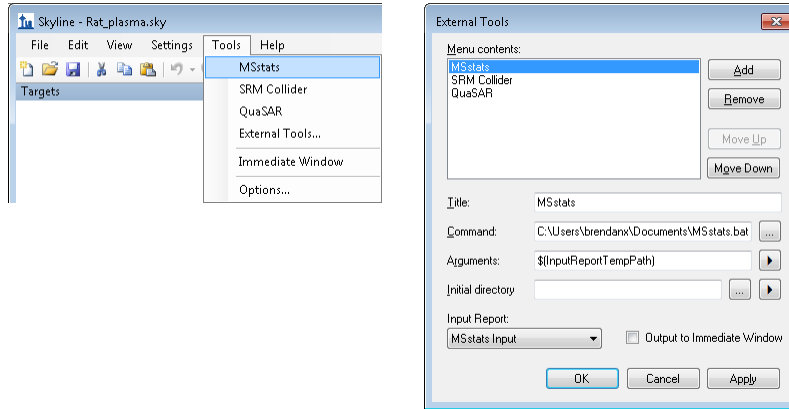 Skyline - Rat_plasma.sky
File Edit View Settings Tools Help
Targets
MSstats
SRM Collider
QuaSAR
External Tools...
Immediate Window
Options...
External Tools
Menu contents:
MSstats
SRM Collider
QuaSAR
Add
Remove
Move Up
Move Down
Title: MSstats
Command: C:\Users\brendanx\Documents\MSstats.bat ...
Arguments: $(InputReportTempPath)
Initial directory ...
Input Report:
MSstats Input Output to Immediate Window
OK Cancel Apply